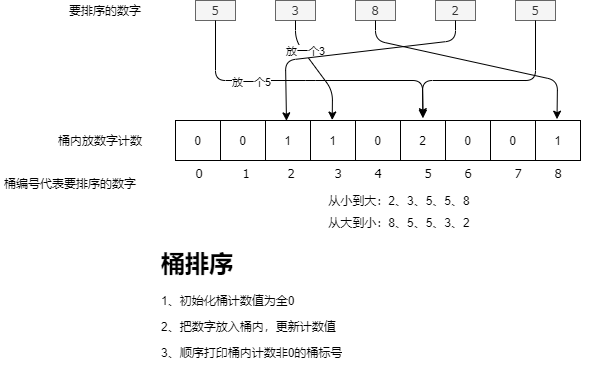 要排序的数字 5 3 8 2 5
放一个3
放一个5
桶内放数字计数 0 0 1 1 0 2 0 0 1
0 1 2 3 4 5 6 7 8
桶编号代表要排序的数字
从小到大：2、3、5、5、8
从大到小：8、5、5、3、2
桶排序
1、初始化桶计数值为全0
2、把数字放入桶内，更新计数值
3、顺序打印桶内计数非0的桶标号